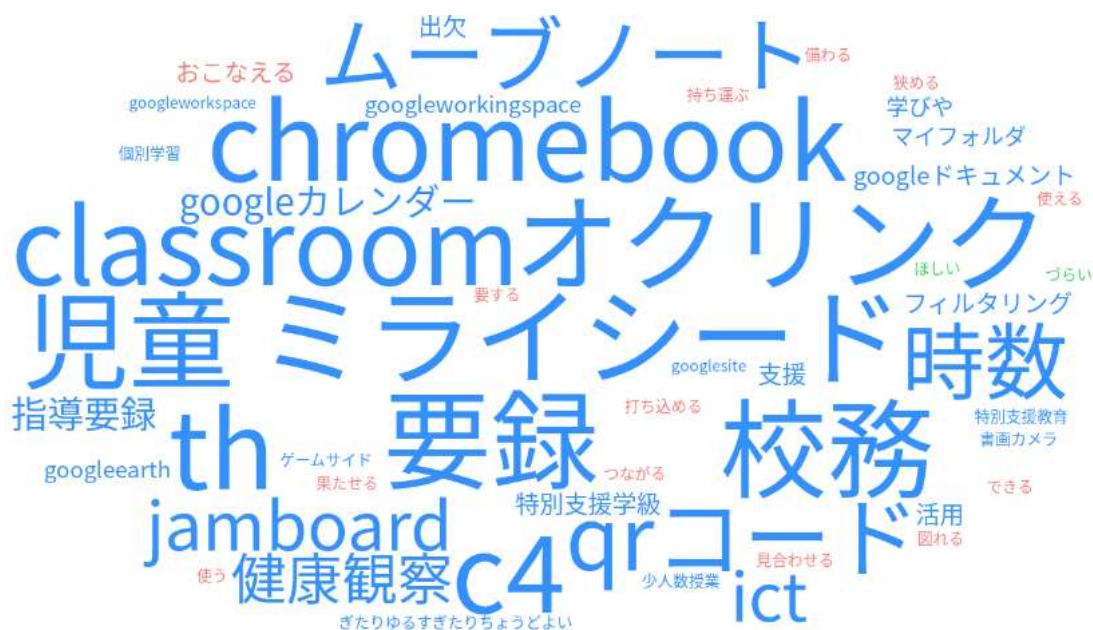 出欠
ムーブノート
備わる
おこなえる
狭める
googleworkspace
googleworkingspace
持ち運ぶ
学びや
chromebook
マイフォルダ
個別学習
googleドキュメント
googleカレンダー
使える
classroom
オクリンク
ほしい
づらい
要する
児童
ミライシード
フィルタリング
時数
googlesite
支援
指導要録
th
要録
打ち込める
校務
特別支援教育
書画カメラ
googleearth
ゲームサイド
果たせる
つながる
できる
jamboard
特別支援学級
qrコード
活用
図れる
使う
健康観察
c4
見合わせる
少人数授業
ict
ぎたりゆるすぎたりちょうどよい